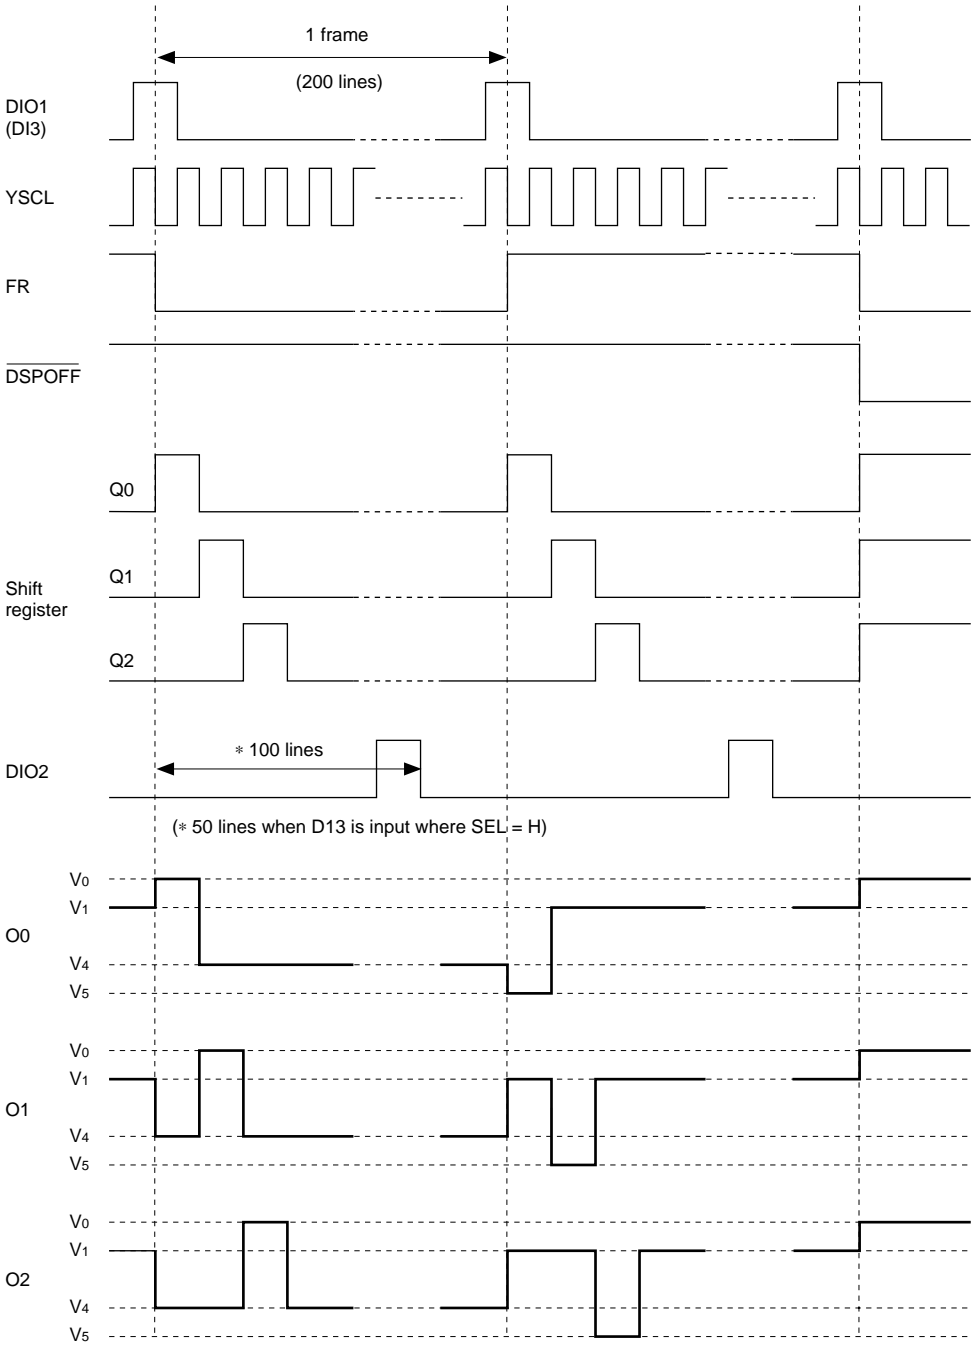 1 frame
(200 lines)
DIO1
(DI3)
YSCL
FR
DSPOFF
Q0
Q1
Shift
register
Q2
* 100 lines
DIO2
(* 50 lines when D13 is input where SEL = H)
V0
V1
O0
V4
V5
V0
V1
O1
V4
V5
V0
V1
O2
V4
V5